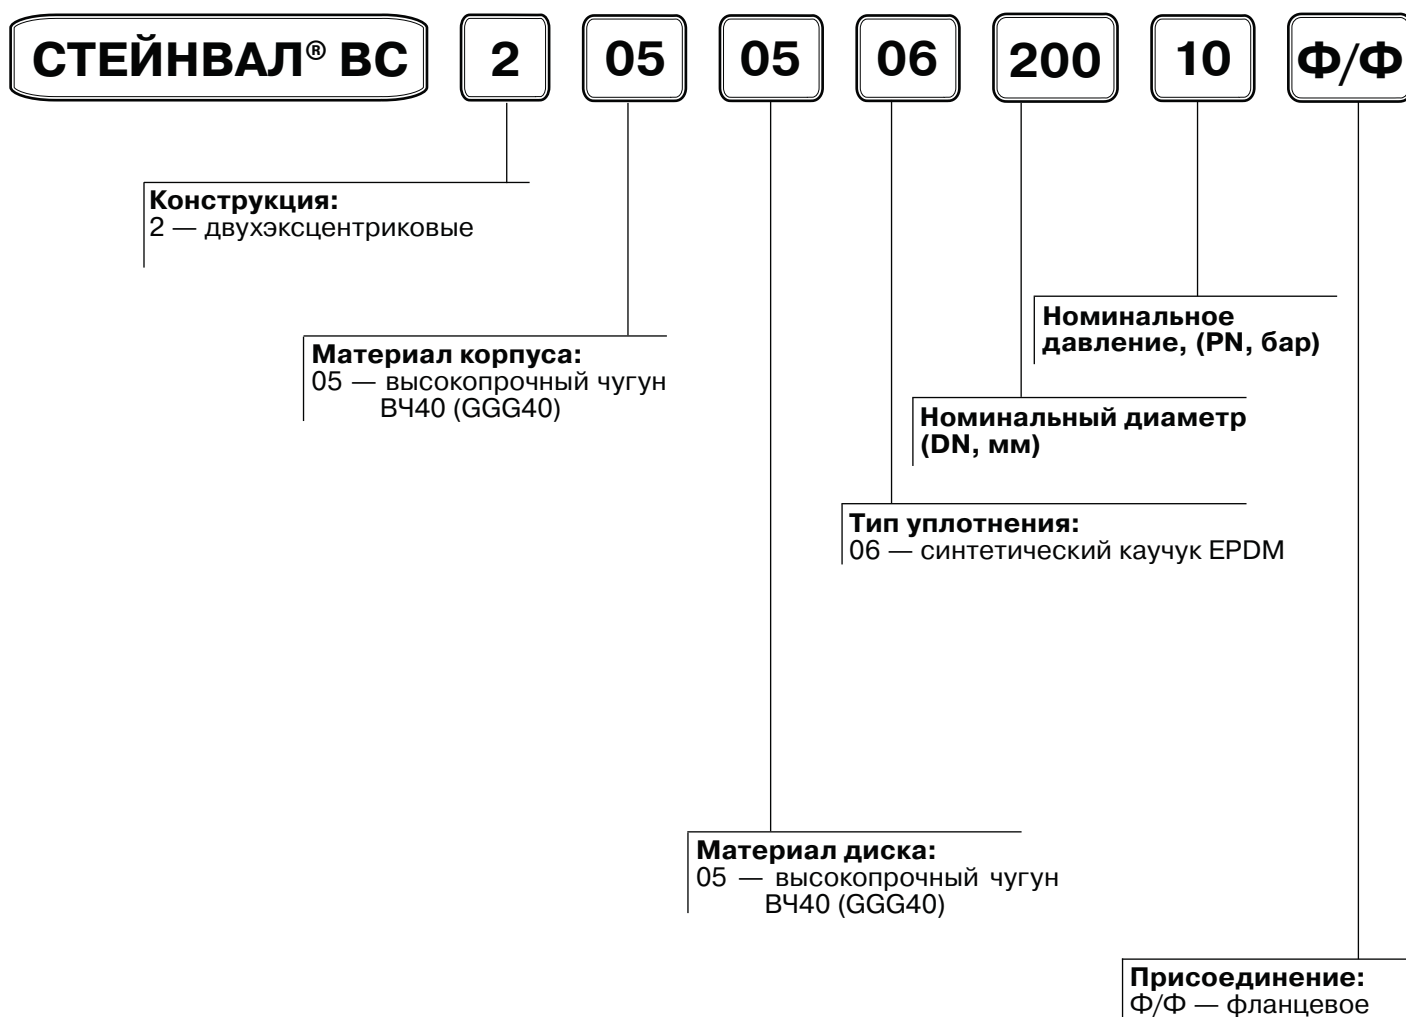 СТЕЙНВАЛ® ВС 2 05 05 06 200 10 Ф/Ф
Конструкция:
2 — двухэксцентриковые
Номинальное
давление, (PN, бар)
Материал корпуса:
05 — высокопрочный чугун
ВЧ40 (GGG40)
Номинальный диаметр
(DN, мм)
Тип уплотнения:
06 — синтетический каучук EPDM
Материал диска:
05 — высокопрочный чугун
ВЧ40 (GGG40)
Присоединение:
Ф/Ф — фланцевое